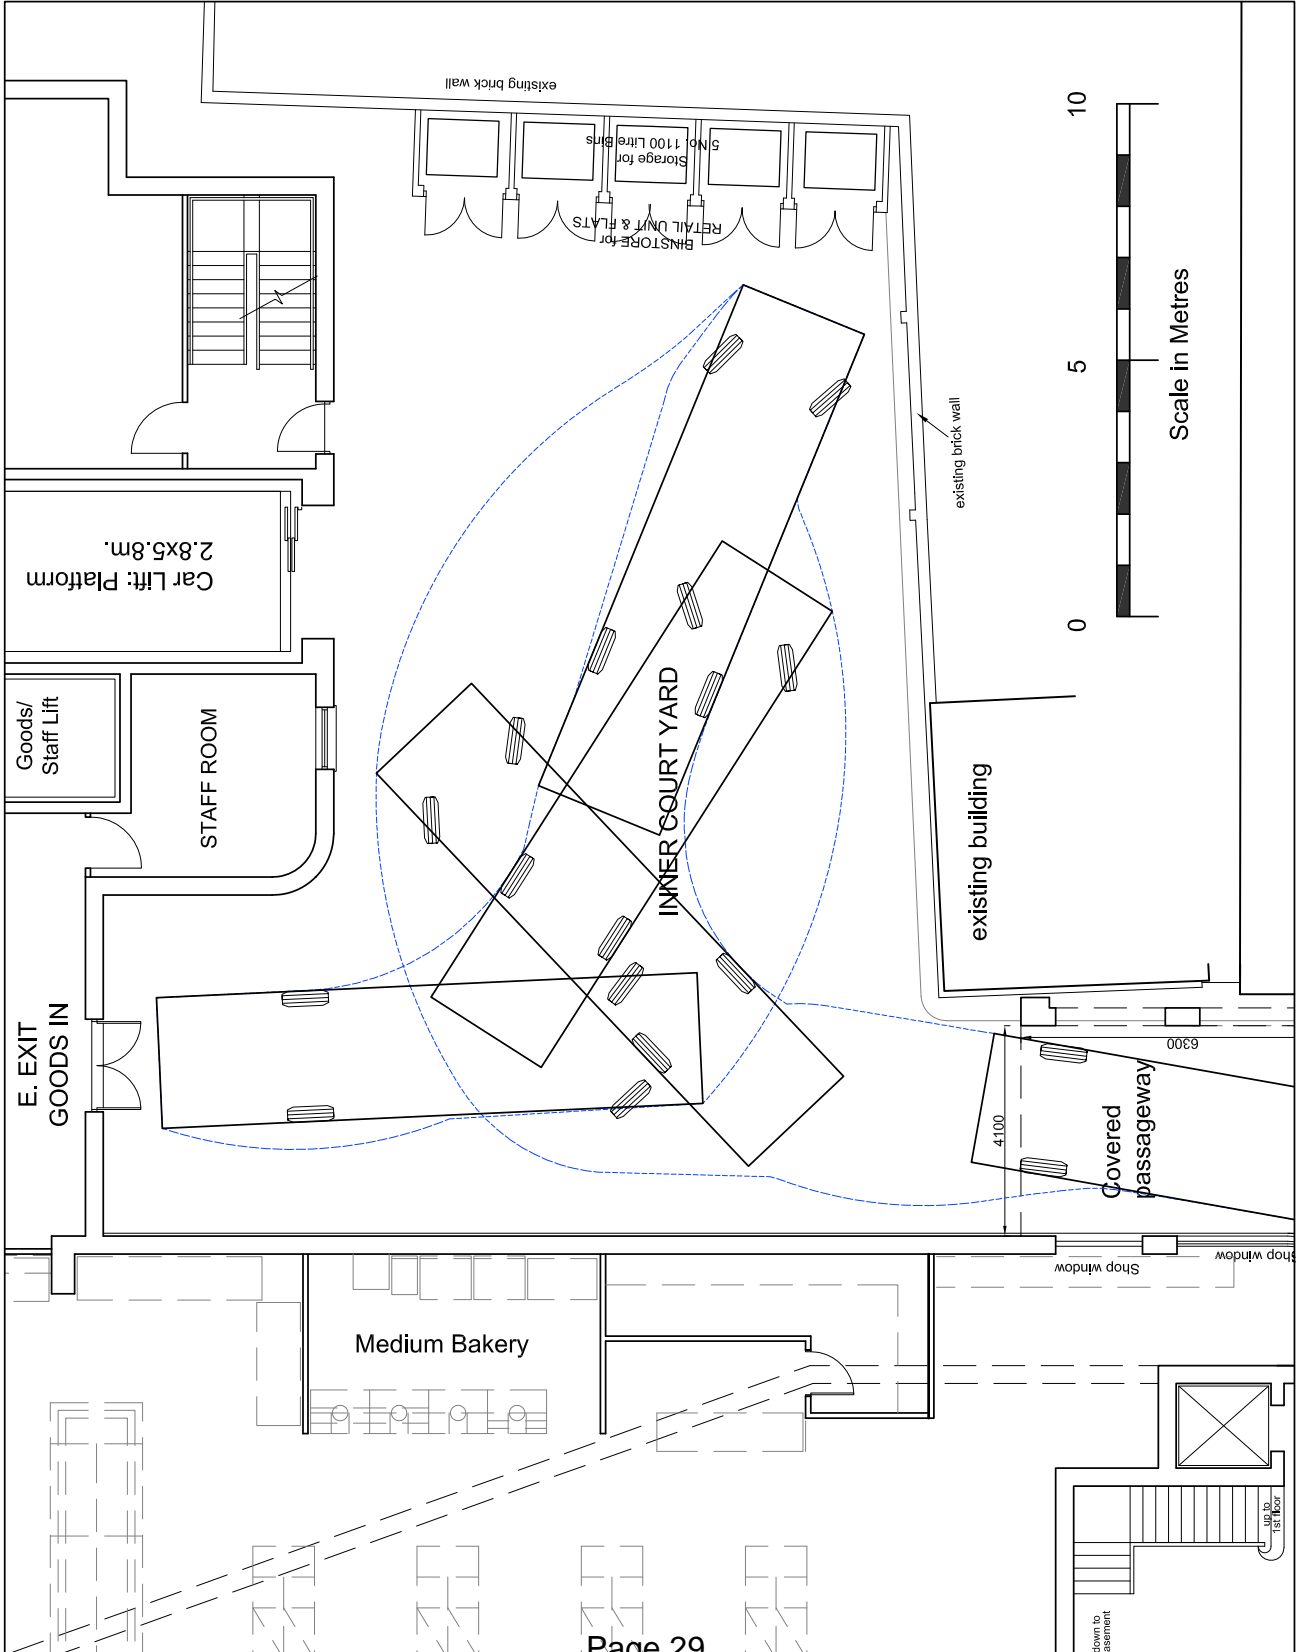 existing brick wall
Storage for
5 No. 1100 Litre Bins
BINSTORE for
RETAIL UNIT & FLATS
10
5
0
Scale in Metres
existing brick wall
Car Lift: Platform
2.8x5.8m.
Goods/
Staff Lift
STAFF ROOM
INNER COURT YARD
existing building
E. EXIT
GOODS IN
6300
4100
Covered
passageway
Shop window
Shop window
Medium Bakery
up to
1st floor
down to
Page 29